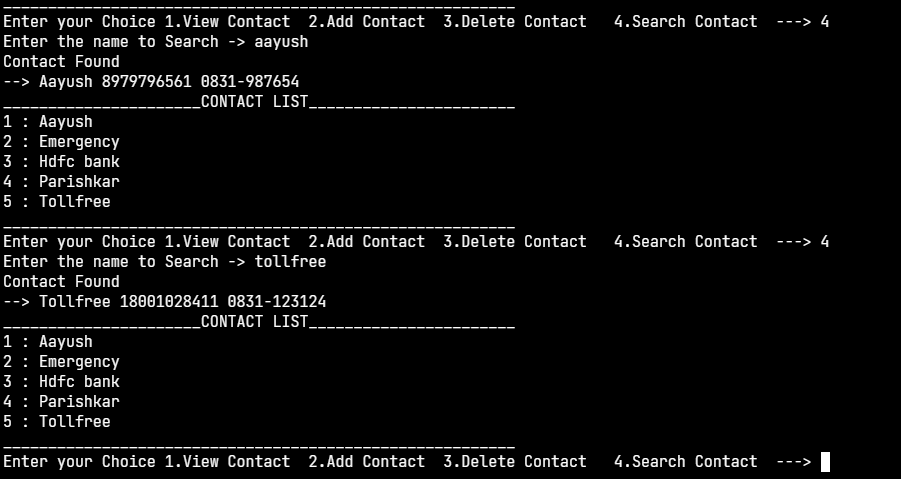 _________________________________________________________
Enter your Choice 1.View Contact  2.Add Contact  3.Delete Contact   4.Search Contact  ---> 4
Enter the name to Search -> aayush
Contact Found
--> Aayush 8979796561 0831-987654
______________________CONTACT LIST_______________________
1 : Aayush
2 : Emergency
3 : Hdfc bank
4 : Parishkar
5 : Tollfree
_________________________________________________________
Enter your Choice 1.View Contact  2.Add Contact  3.Delete Contact   4.Search Contact  ---> 4
Enter the name to Search -> tollfree
Contact Found
--> Tollfree 18001028411 0831-123124
______________________CONTACT LIST_______________________
1 : Aayush
2 : Emergency
3 : Hdfc bank
4 : Parishkar
5 : Tollfree
_________________________________________________________
Enter your Choice 1.View Contact  2.Add Contact  3.Delete Contact   4.Search Contact  --->